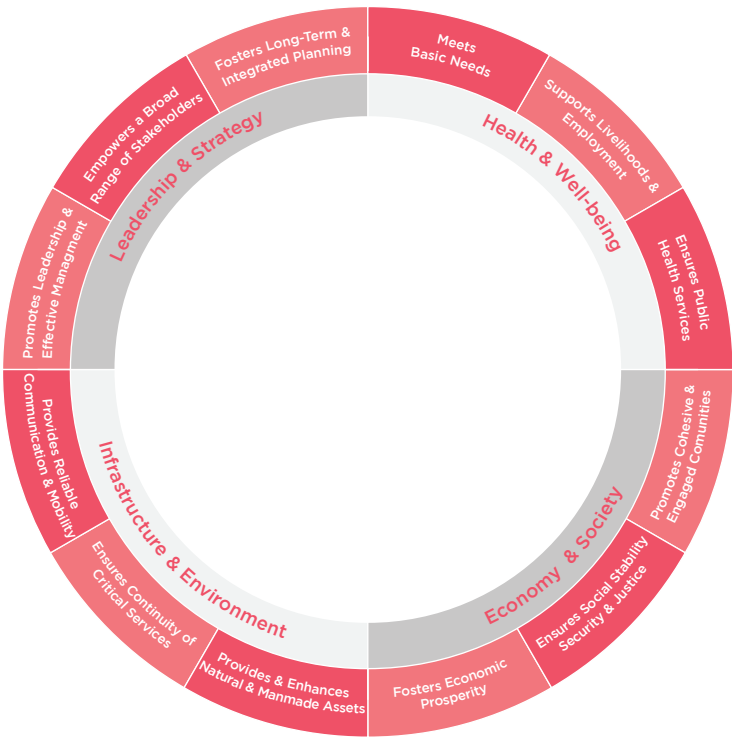 Health & Well-being
Meets
Basic Needs
Supports Livelihoods &
Employment
Ensures Public
Health Services
Economy & Society
Promotes Cohesive &
Engaged Comunities
Ensures Social Stability
Security & Justice
Fosters Economic
Prosperity
Infrastructure & Environment
Provides & Enhances
Natural & Manmade Assets
Ensures Continuity of
Critical Services
Provides Reliable
Communication & Mobility
Leadership & Strategy
Promotes Leadership &
Effective Managment
Empowers a Broad
Range of Stakeholders
Fosters Long-Term &
Integrated Planning